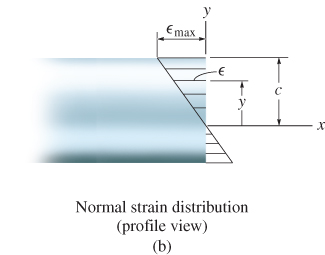 y
ϵmax
ϵ
c
y
x
Normal strain distribution
(profile view)
(b)